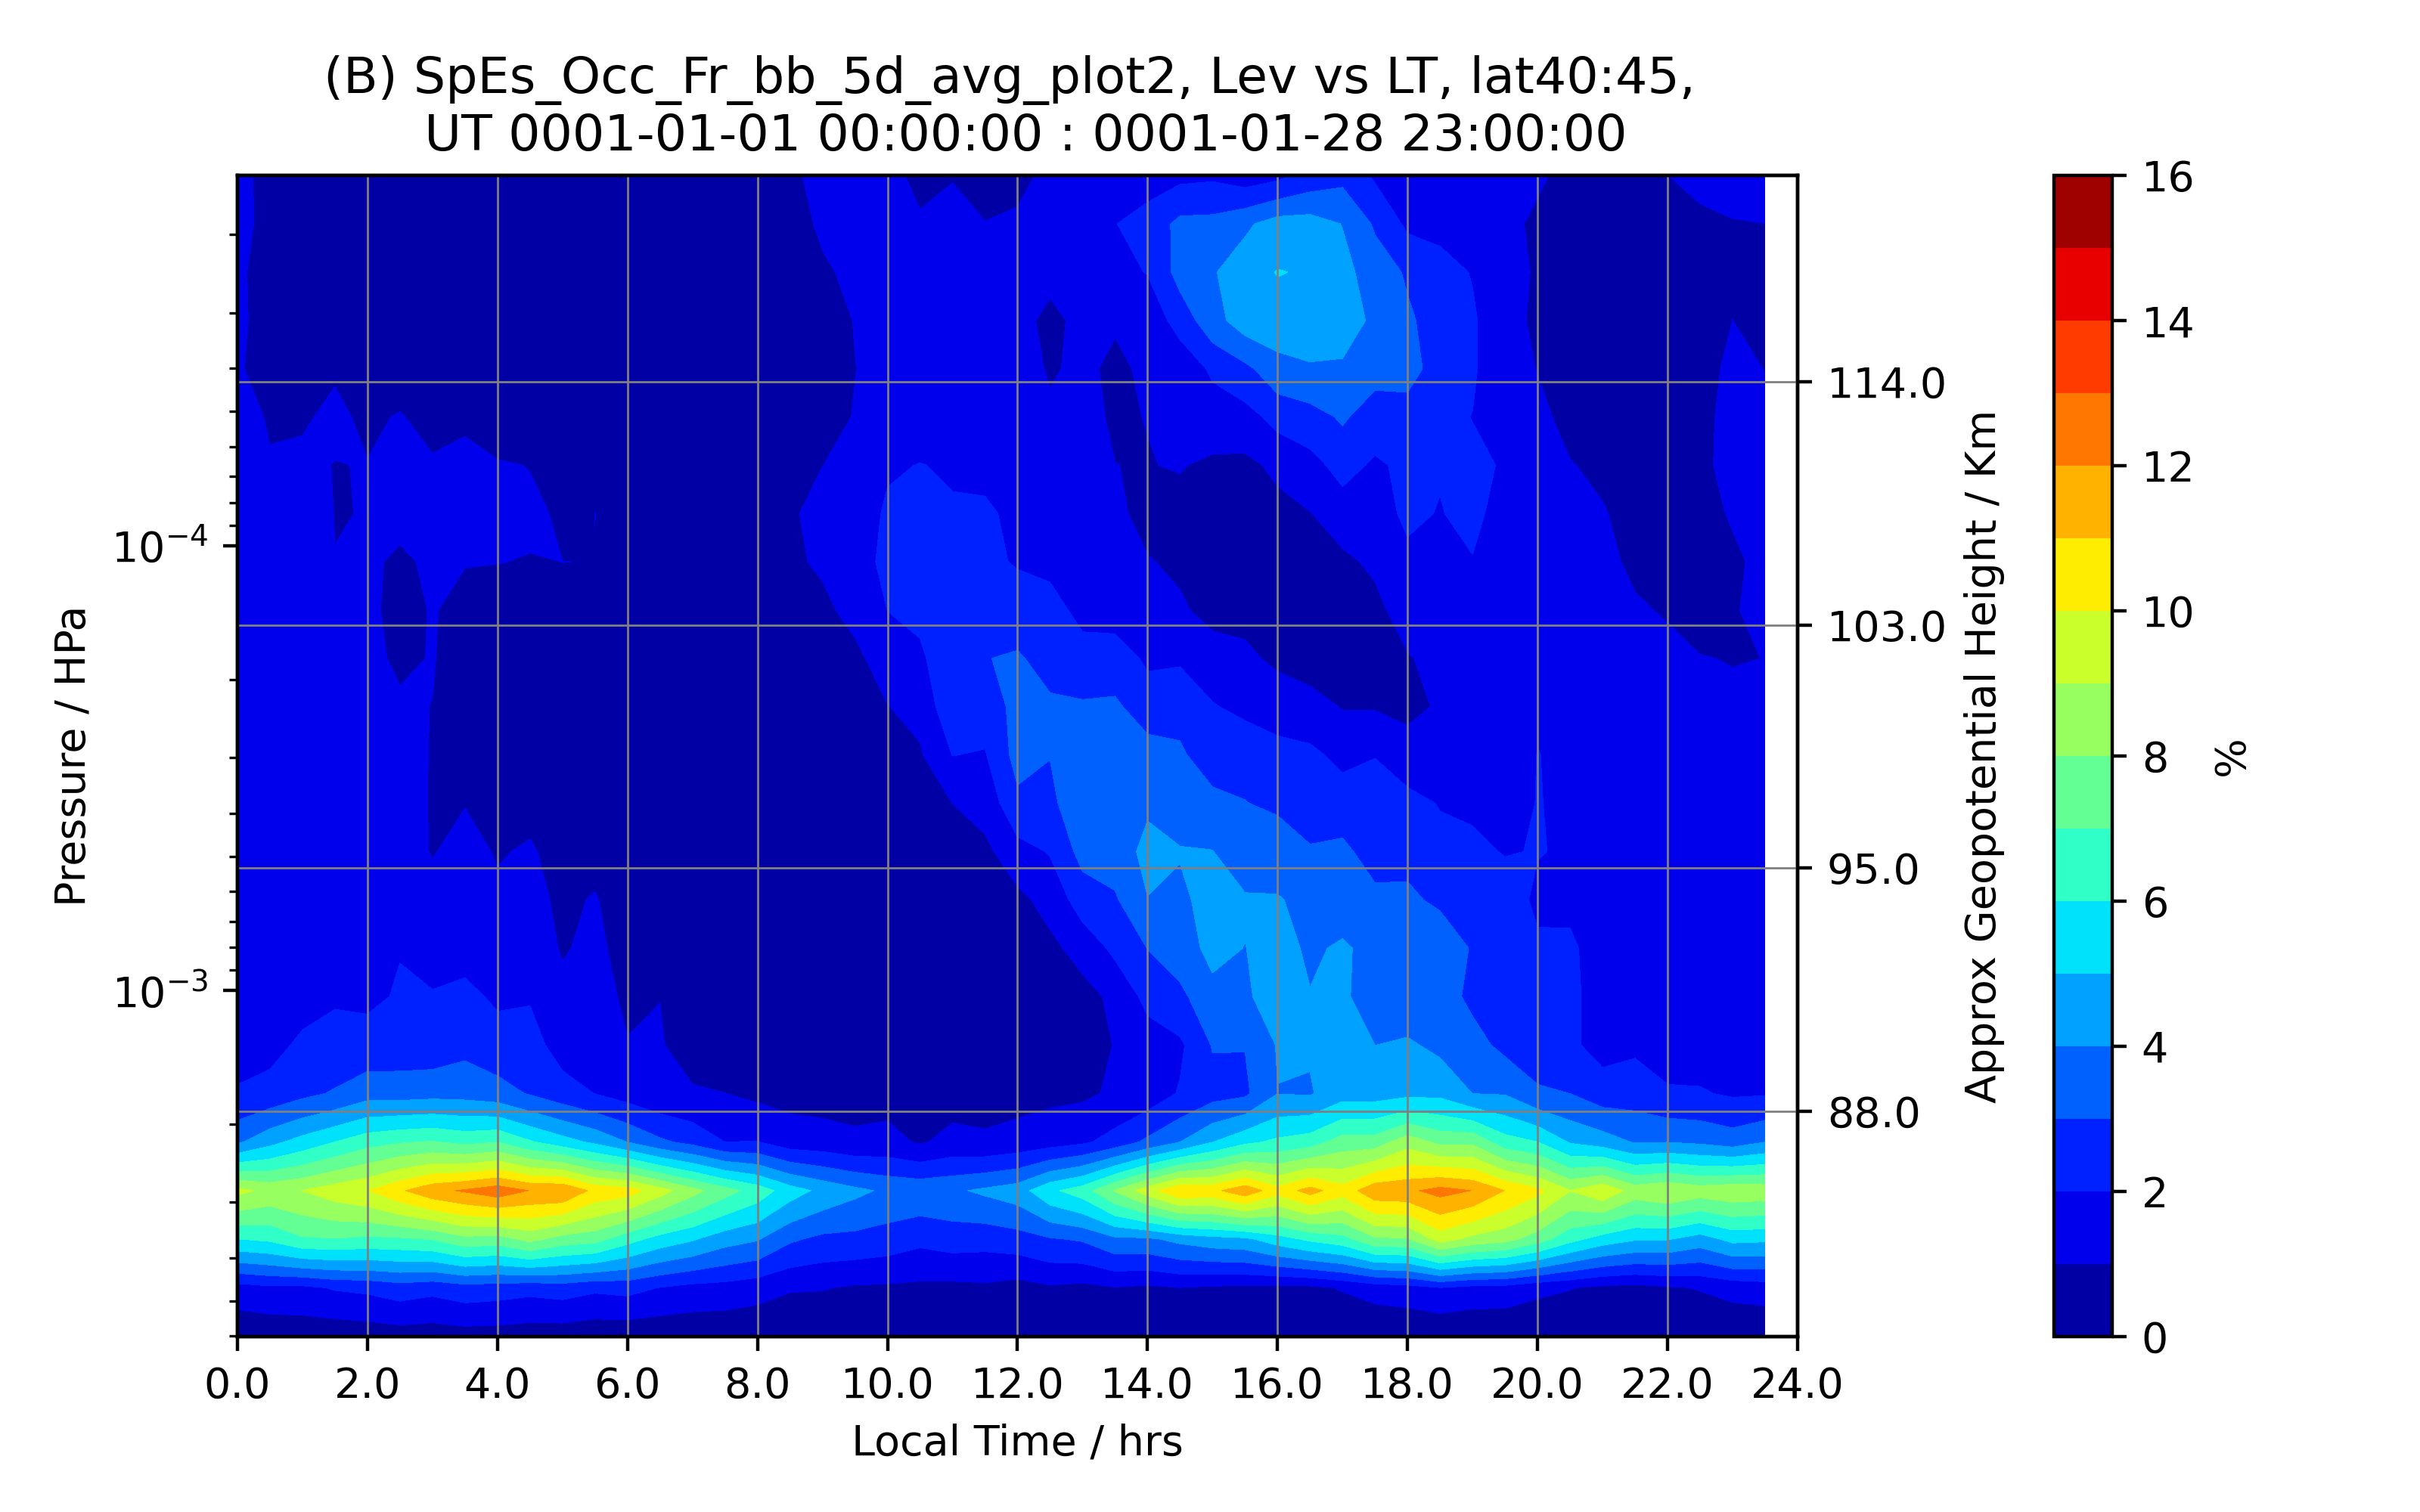 (B) SpEs_Occ_Fr_bb_5d_avg_plot2, Lev vs LT, lat40:45,
UT 0001-01-01 00:00:00 : 0001-01-28 23:00:00
Pressure / HPa
10⁻⁴
10⁻³
0.0 2.0 4.0 6.0 8.0 10.0 12.0 14.0 16.0 18.0 20.0 22.0 24.0
Local Time / hrs
114.0
103.0
95.0
88.0
Approx Geopotential Height / Km
16
14
12
10
8
6
4
2
0
%